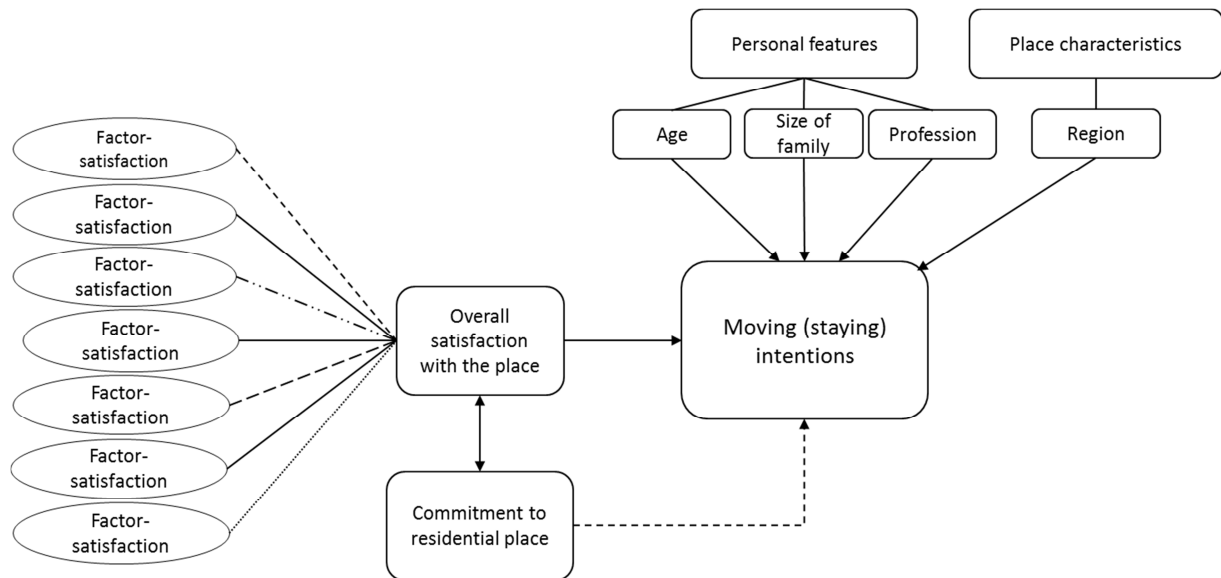 Personal features
Place characteristics
Age
Size of
family
Profession
Region
Factor-
satisfaction
Factor-
satisfaction
Factor-
satisfaction
Factor-
satisfaction
Factor-
satisfaction
Factor-
satisfaction
Factor-
satisfaction
Overall
satisfaction
with the place
Moving (staying)
intentions
Commitment to
residential place